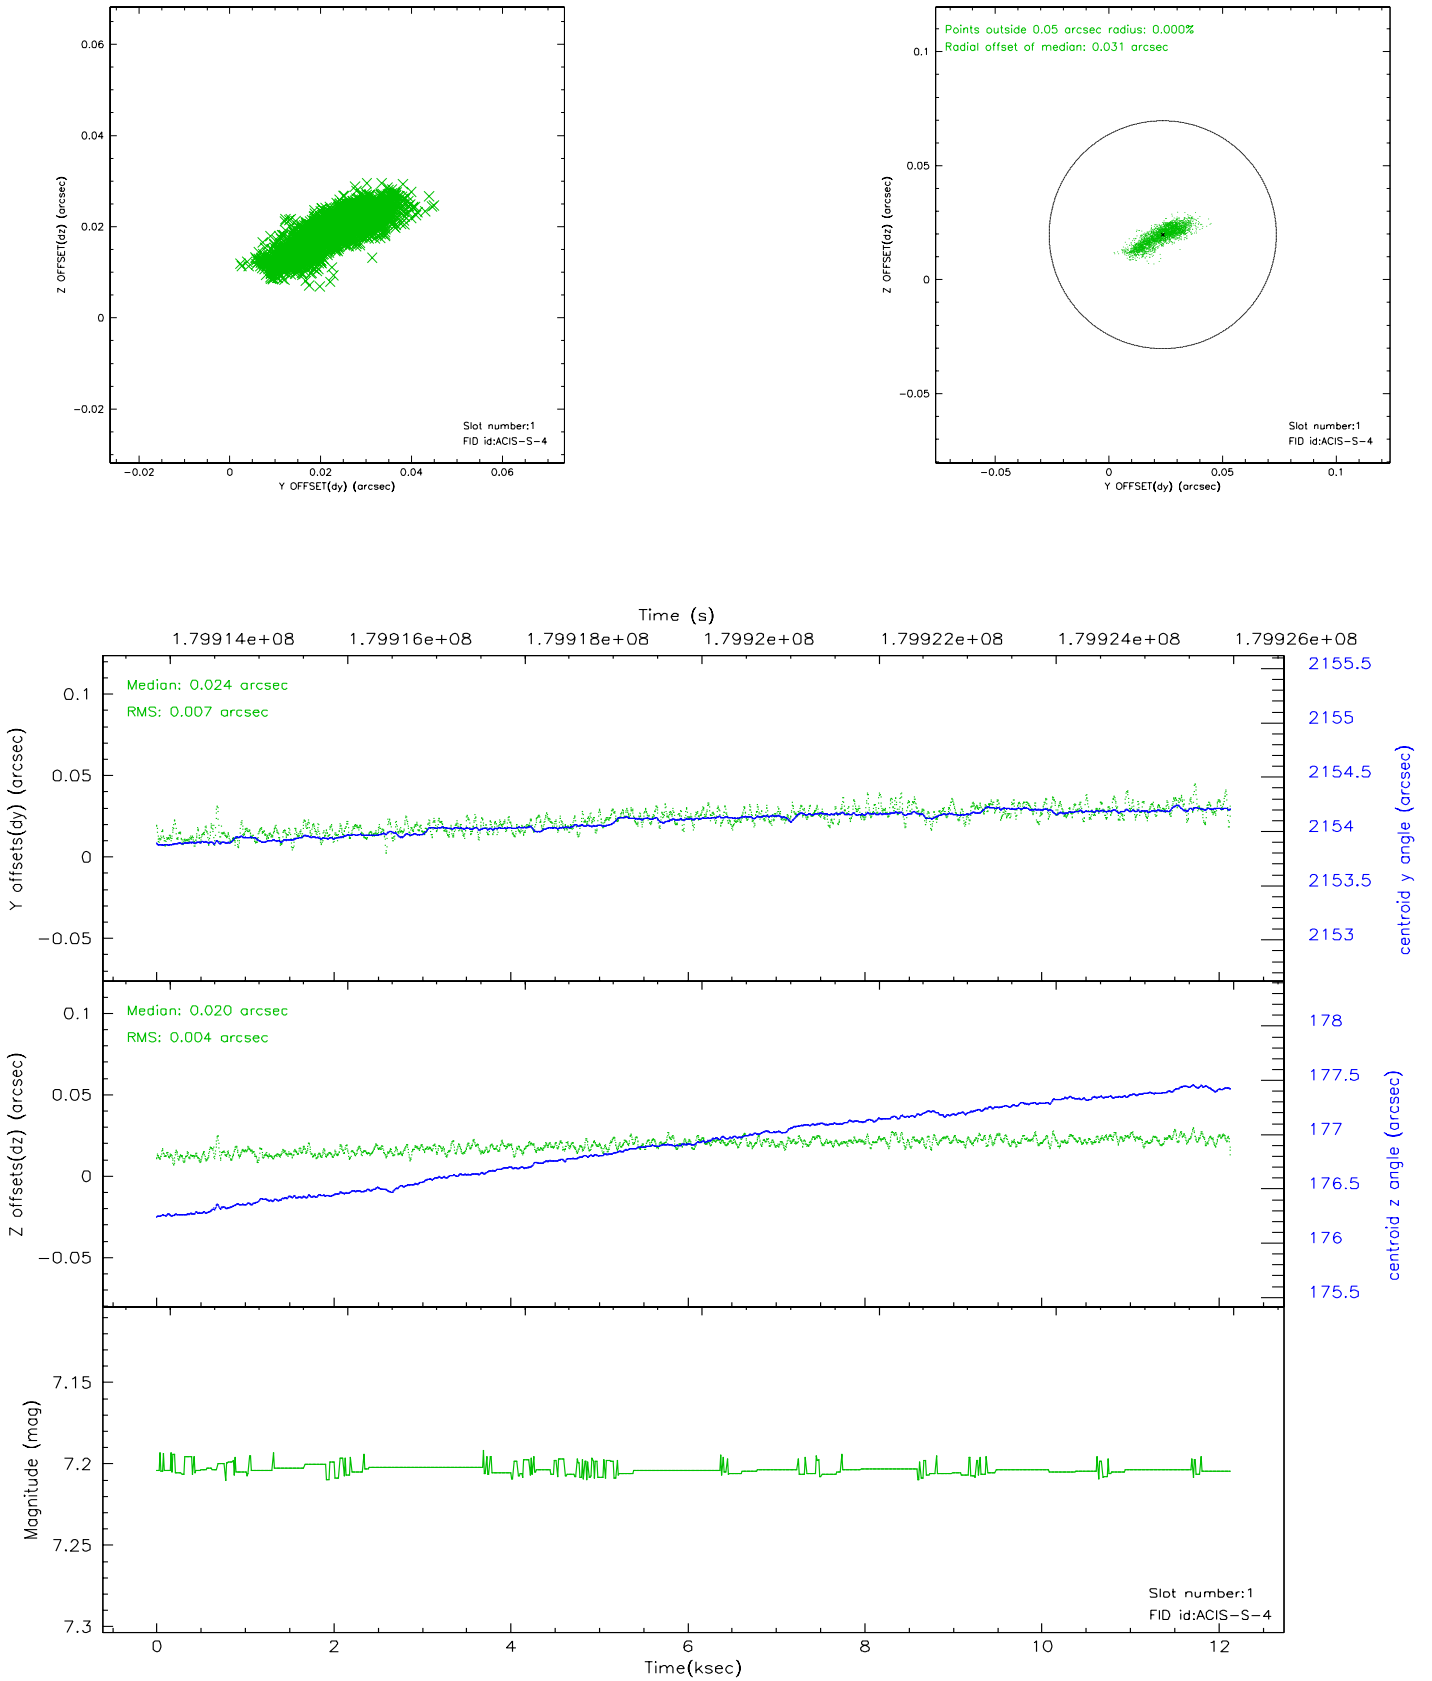 0.06
0.04
0.02
0
−0.02
Z OFFSET(dz) (arcsec)
−0.02
0
0.02
0.04
0.06
Y OFFSET(dy) (arcsec)
Slot number:1
FID id:ACIS−S−4
Points outside 0.05 arcsec radius: 0.000%
Radial offset of median: 0.031 arcsec
0.1
0.05
0
−0.05
Z OFFSET(dz) (arcsec)
−0.05
0
0.05
0.1
Y OFFSET(dy) (arcsec)
Slot number:1
FID id:ACIS−S−4
Time (s)
1.79914e+08
1.79916e+08
1.79918e+08
1.7992e+08
1.79922e+08
1.79924e+08
1.79926e+08
Median: 0.024 arcsec
RMS: 0.007 arcsec
0.1
0.05
0
−0.05
Y offsets(dy) (arcsec)
2155.5
2155
2154.5
2154
2153.5
2153
centroid y angle (arcsec)
Median: 0.020 arcsec
RMS: 0.004 arcsec
0.1
0.05
0
−0.05
Z offsets(dz) (arcsec)
178
177.5
177
176.5
176
175.5
centroid z angle (arcsec)
7.15
7.2
7.25
7.3
Magnitude (mag)
Slot number:1
FID id:ACIS−S−4
0
2
4
6
8
10
12
Time(ksec)